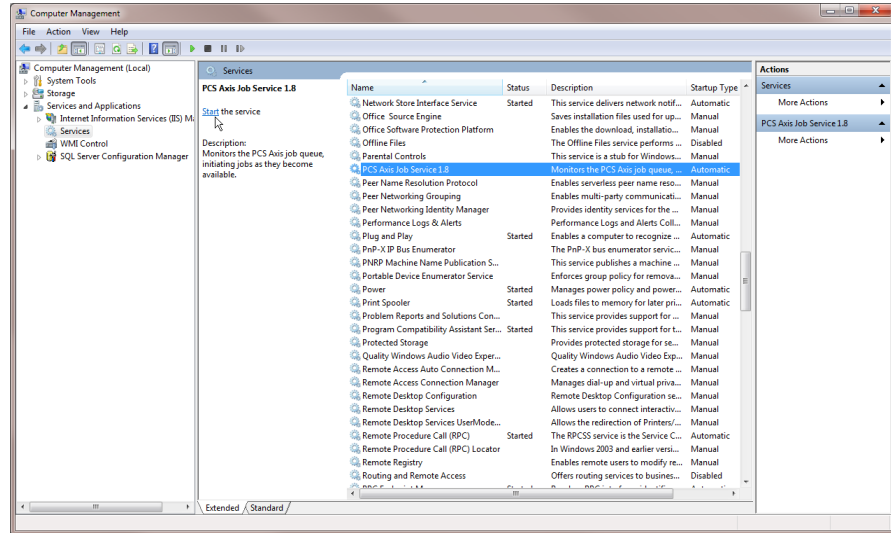 Computer Management
File Action View Help
Computer Management (Local)
System Tools
Storage
Services and Applications
Internet Information Services (IIS) Ma
Services
WMI Control
SQL Server Configuration Manager
Services
PCS Axis Job Service 1.8
Start the service
Description:
Monitors the PCS Axis job queue,
initiating jobs as they become
available.
Name Status Description Startup Type
Network Store Interface Service Started This service delivers network notif... Automatic
Office Source Engine Saves installation files used for up... Manual
Office Software Protection Platform Enables the download, installatio... Manual
Offline Files The Offline Files service performs ... Disabled
Parental Controls This service is a stub for Windows... Manual
PCS Axis Job Service 1.8 Monitors the PCS Axis job queue, ... Automatic
Peer Name Resolution Protocol Enables serverless peer name reso... Manual
Peer Networking Grouping Enables multi-party communicati... Manual
Peer Networking Identity Manager Provides identity services for the ... Manual
Performance Logs & Alerts Performance Logs and Alerts Coll... Manual
Plug and Play Started Enables a computer to recognize ... Automatic
PnP-X IP Bus Enumerator The PnP-X bus enumerator servic... Manual
PNRP Machine Name Publication S... This service publishes a machine ... Manual
Portable Device Enumerator Service Enforces group policy for remova... Manual
Power Started Manages power policy and power... Automatic
Print Spooler Started Loads files to memory for later pri... Automatic
Problem Reports and Solutions Con... This service provides support for ... Manual
Program Compatibility Assistant Ser... Started This service provides support for t... Manual
Protected Storage Provides protected storage for se... Manual
Quality Windows Audio Video Exper... Quality Windows Audio Video Exp... Manual
Remote Access Auto Connection M... Creates a connection to a remote ... Manual
Remote Access Connection Manager Manages dial-up and virtual priva... Manual
Remote Desktop Configuration Remote Desktop Configuration se... Manual
Remote Desktop Services Allows users to connect interactiv... Manual
Remote Desktop Services UserMode... Allows the redirection of Printers/... Manual
Remote Procedure Call (RPC) Started The RPCSS service is the Service C... Automatic
Remote Procedure Call (RPC) Locator In Windows 2003 and earlier versi... Manual
Remote Registry Enables remote users to modify re... Manual
Routing and Remote Access Offers routing services to busines... Disabled
Extended Standard
Actions
Services
More Actions
PCS Axis Job Service 1.8
More Actions